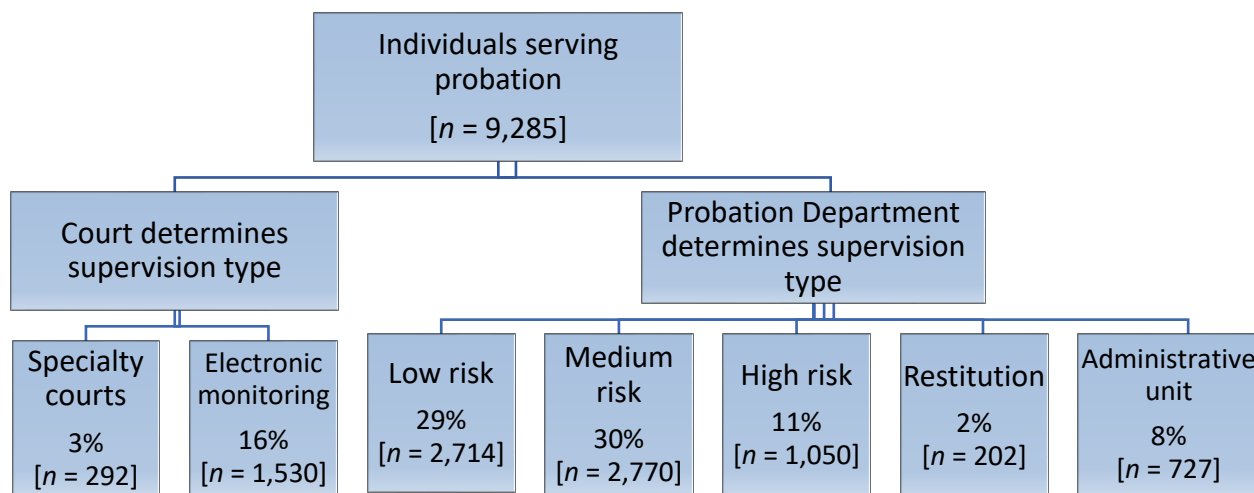 Individuals serving
probation
[n = 9,285]
Court determines
supervision type
Probation Department
determines supervision
type
Specialty
courts
3%
[n = 292]
Electronic
monitoring
16%
[n = 1,530]
Low risk
29%
[n = 2,714]
Medium
risk
30%
[n = 2,770]
High risk
11%
[n = 1,050]
Restitution
2%
[n = 202]
Administrative
unit
8%
[n = 727]